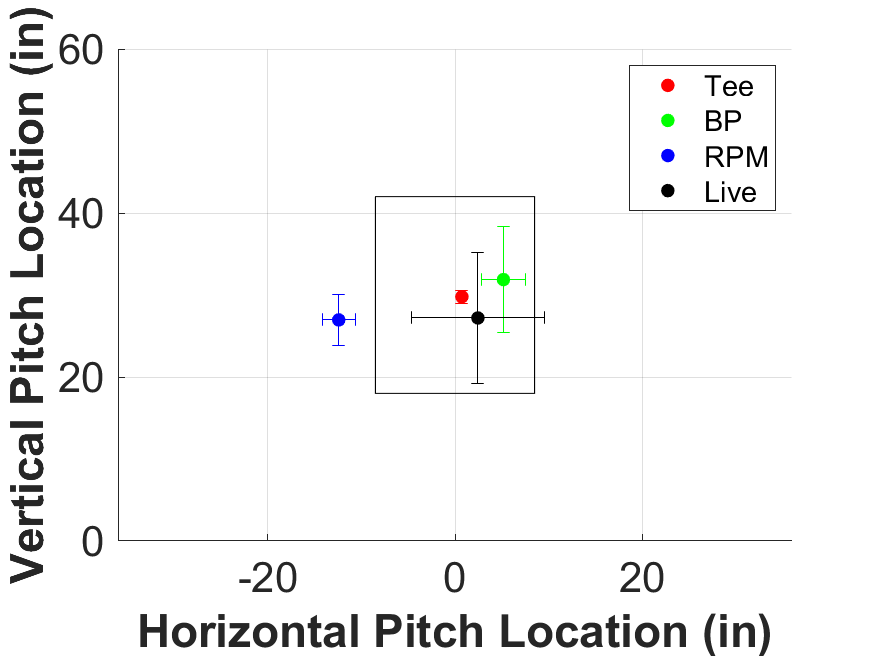 Vertical Pitch Location (in)
60
40
20
0
-20
0
20
Horizontal Pitch Location (in)
Tee
BP
RPM
Live